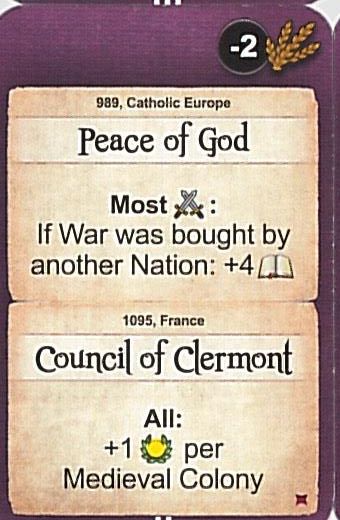 -2
989, Catholic Europe
Peace of God
Most :
If War was bought by
another Nation: +4
1095, France
Council of Clermont
All:
+1 per
Medieval Colony